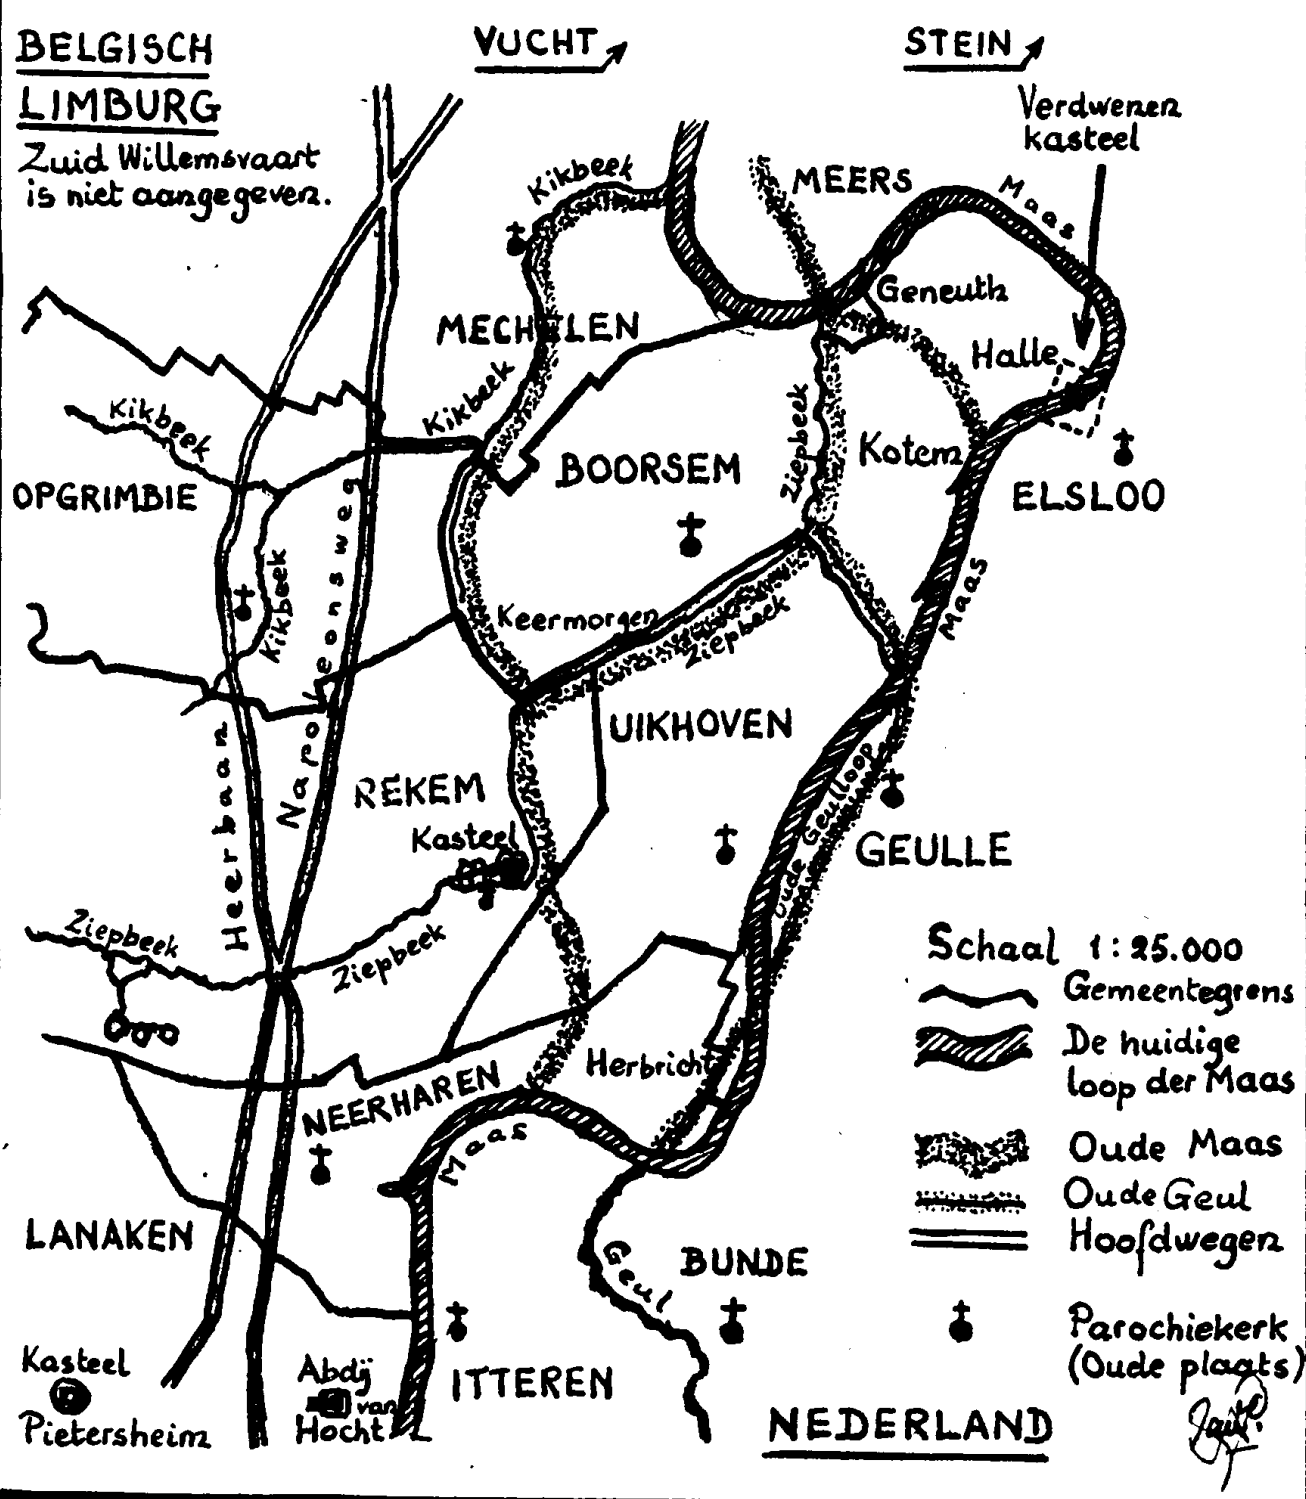 BELGISCH
LIMBURG
Zuid Willemsvaart
is niet aangegeven.
VUCHT
STEIN
Verdwenen
kasteel
Kikbeek
MEERS
Maas
Geneuth
MECHELEN
Halle
Kikbeek
Kikbeek
Ziepbeek
Kotem
BOORSEM
OPGRIMBIE
ELSLOO
Kikbeek
Napoleonsweg
Keermorgen
Ziepbeek
Maas
UIKHOVEN
Heerbaan
REKEM
Kasteel
Oude Geulloop
GEULLE
Ziepbeek
Ziepbeek
Schaal 1:25.000
Gemeentegrens
De huidige
loop der Maas
Oude Maas
Oude Geul
Hoofdwegen
Parochiekerk
(Oude plaats)
Herbricht
NEERHAREN
Maas
LANAKEN
Geul
BUNDE
Kasteel
Pietersheim
Abdij
van
Hocht
ITTEREN
NEDERLAND